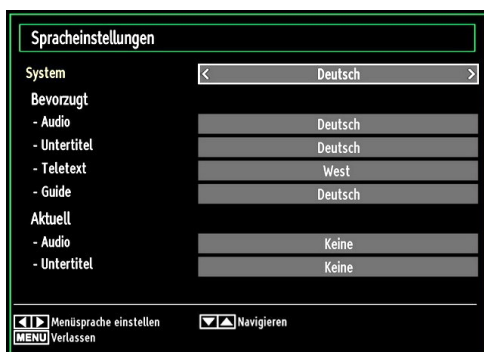 Spracheinstellungen
System < Deutsch >
Bevorzugt
- Audio Deutsch
- Untertitel Deutsch
- Teletext West
- Guide Deutsch
Aktuell
- Audio Keine
- Untertitel Keine
Menüsprache einstellen Navigieren
MENU Verlassen